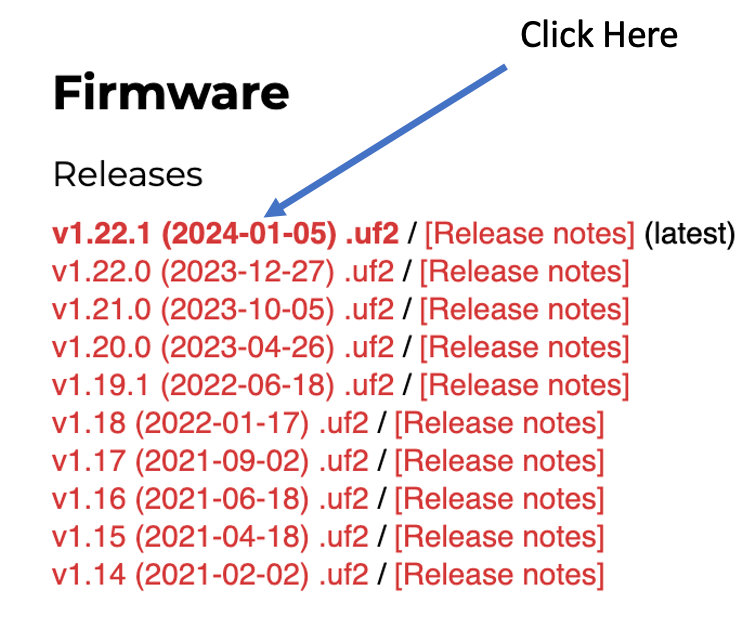 Click Here
Firmware
Releases
v1.22.1 (2024-01-05) .uf2 / [Release notes] (latest)
v1.22.0 (2023-12-27) .uf2 / [Release notes]
v1.21.0 (2023-10-05) .uf2 / [Release notes]
v1.20.0 (2023-04-26) .uf2 / [Release notes]
v1.19.1 (2022-06-18) .uf2 / [Release notes]
v1.18 (2022-01-17) .uf2 / [Release notes]
v1.17 (2021-09-02) .uf2 / [Release notes]
v1.16 (2021-06-18) .uf2 / [Release notes]
v1.15 (2021-04-18) .uf2 / [Release notes]
v1.14 (2021-02-02) .uf2 / [Release notes]